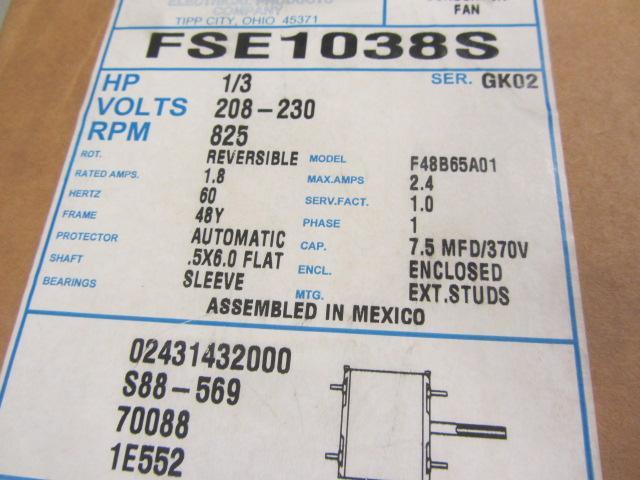 COMPANY
TIPP CITY, OHIO 45371
FAN
FSE1038S
HP 1/3 SER. GK02
VOLTS 208-230
RPM 825
ROT. REVERSIBLE MODEL F48B65A01
RATED AMPS. 1.8 MAX.AMPS 2.4
HERTZ 60 SERV.FACT. 1.0
FRAME 48Y PHASE 1
PROTECTOR AUTOMATIC CAP. 7.5 MFD/370V
SHAFT .5X6.0 FLAT ENCL. ENCLOSED
BEARINGS SLEEVE MTG. EXT.STUDS
ASSEMBLED IN MEXICO
02431432000
S88-569
70088
1E552